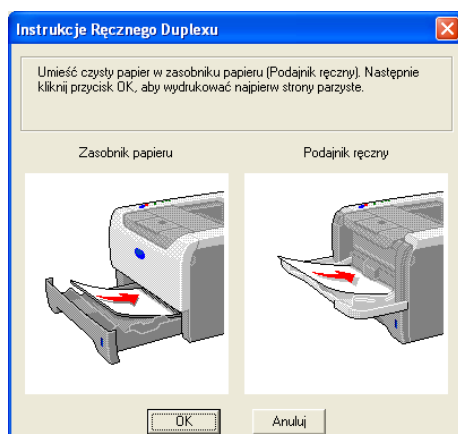 Instrukcje Ręcznego Duplexu
Umieść czysty papier w zasobniku papieru (Podajnik ręczny). Następnie
kliknij przycisk OK, aby wydrukować najpierw strony parzyste.
Zasobnik papieru
Podajnik ręczny
OK
Anuluj